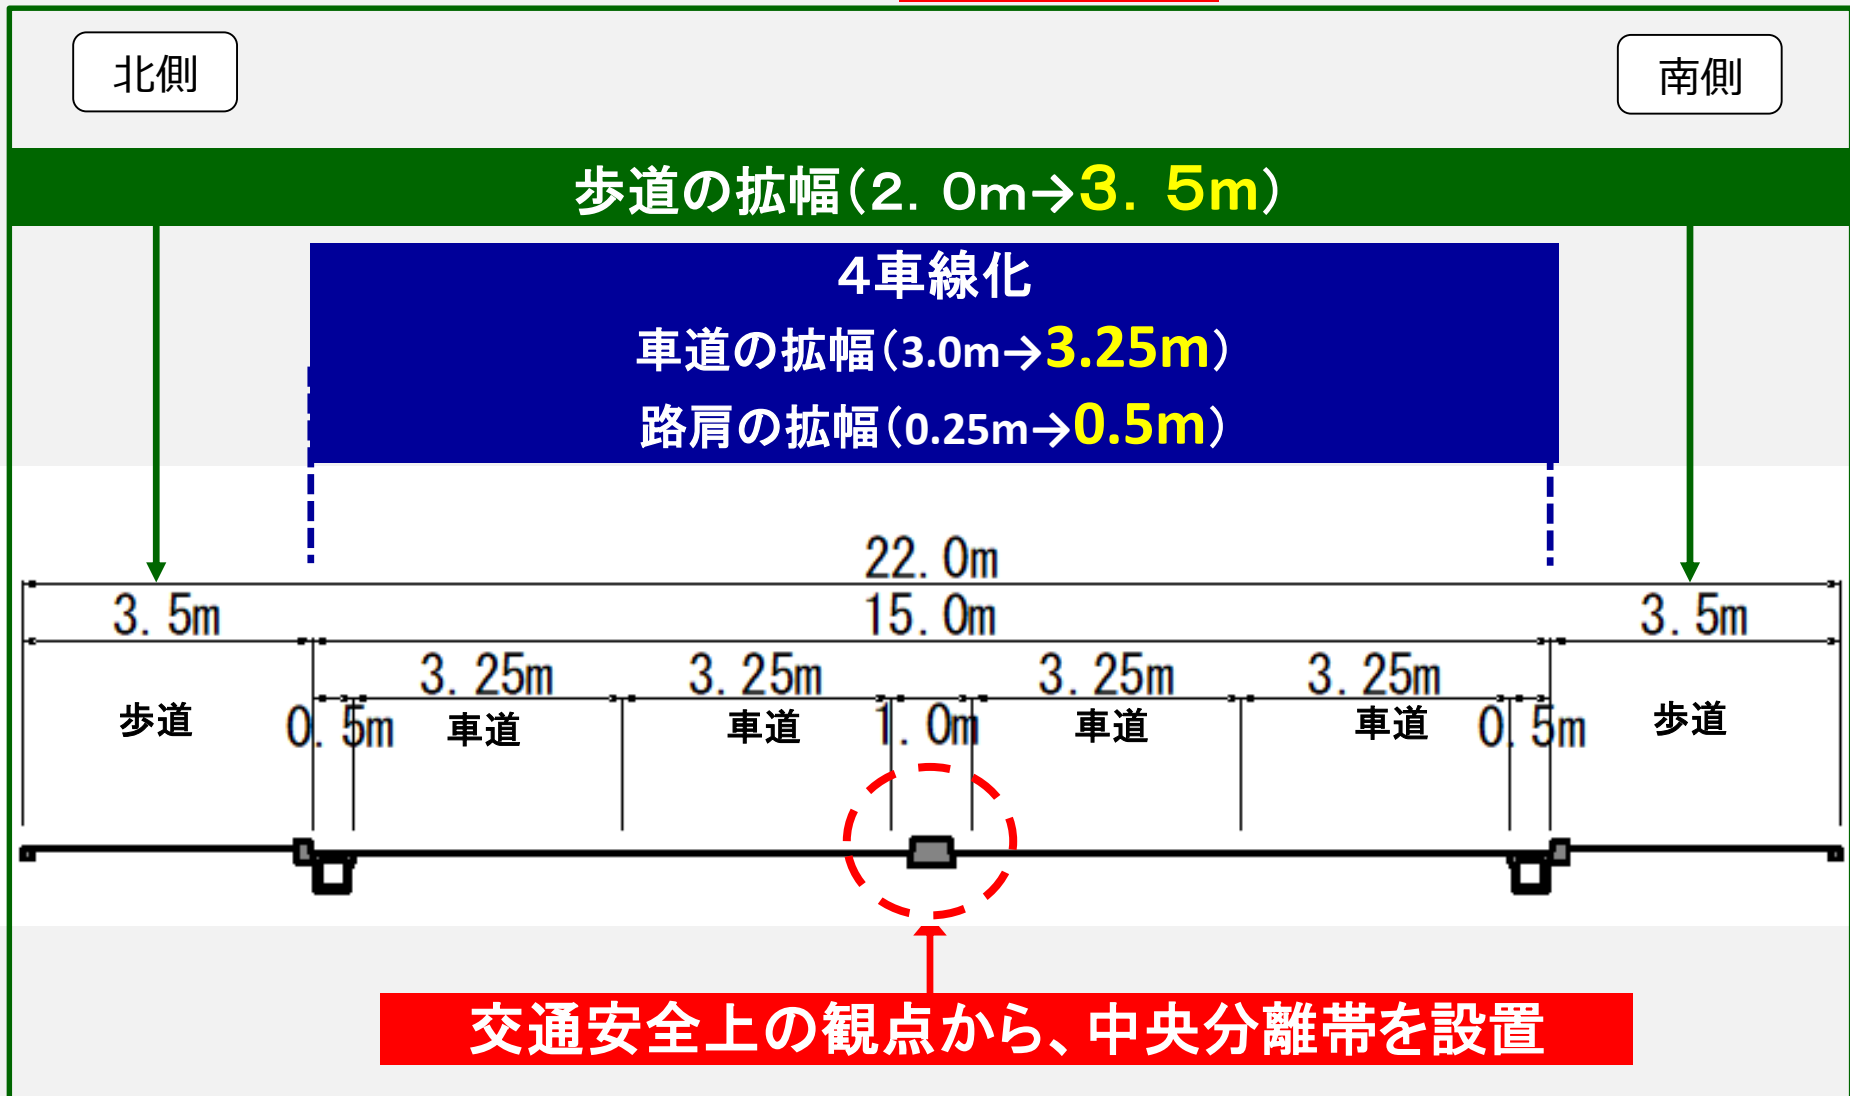 北側
南側
歩道の拡幅(2．0m→3．5m)
4車線化
車道の拡幅(3.0m→3.25m)
路肩の拡幅(0.25m→0.5m)
22.0m
3.5m
15.0m
3.5m
3.25m
3.25m
3.25m
3.25m
歩道
0.5m
車道
車道
1.0m
車道
車道
0.5m
歩道
交通安全上の観点から、中央分離帯を設置